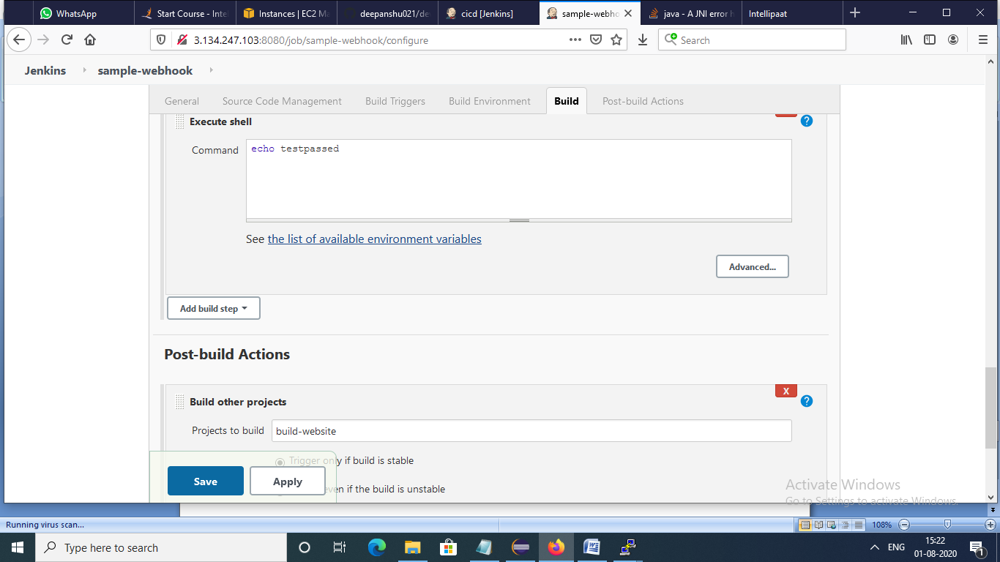 WhatsApp
Start Course - Inte
Instances | EC2 Ma
deepanshu021/de
cicd [Jenkins]
sample-webho
java - A JNI error h
Intellipaat
3.134.247.103:8080/job/sample-webhook/configure
Search
Jenkins
sample-webhook
General
Source Code Management
Build Triggers
Build Environment
Build
Post-build Actions
Execute shell
?
Command
echo testpassed
See the list of available environment variables
Advanced...
Add build step
Post-build Actions
X
Build other projects
?
Projects to build
build-website
Trigger only if build is stable
even if the build is unstable
Save
Apply
Activate Windows
Go to Settings to activate Windows.
Running virus scan...
108%
Type here to search
ENG
15:22
01-08-2020
1